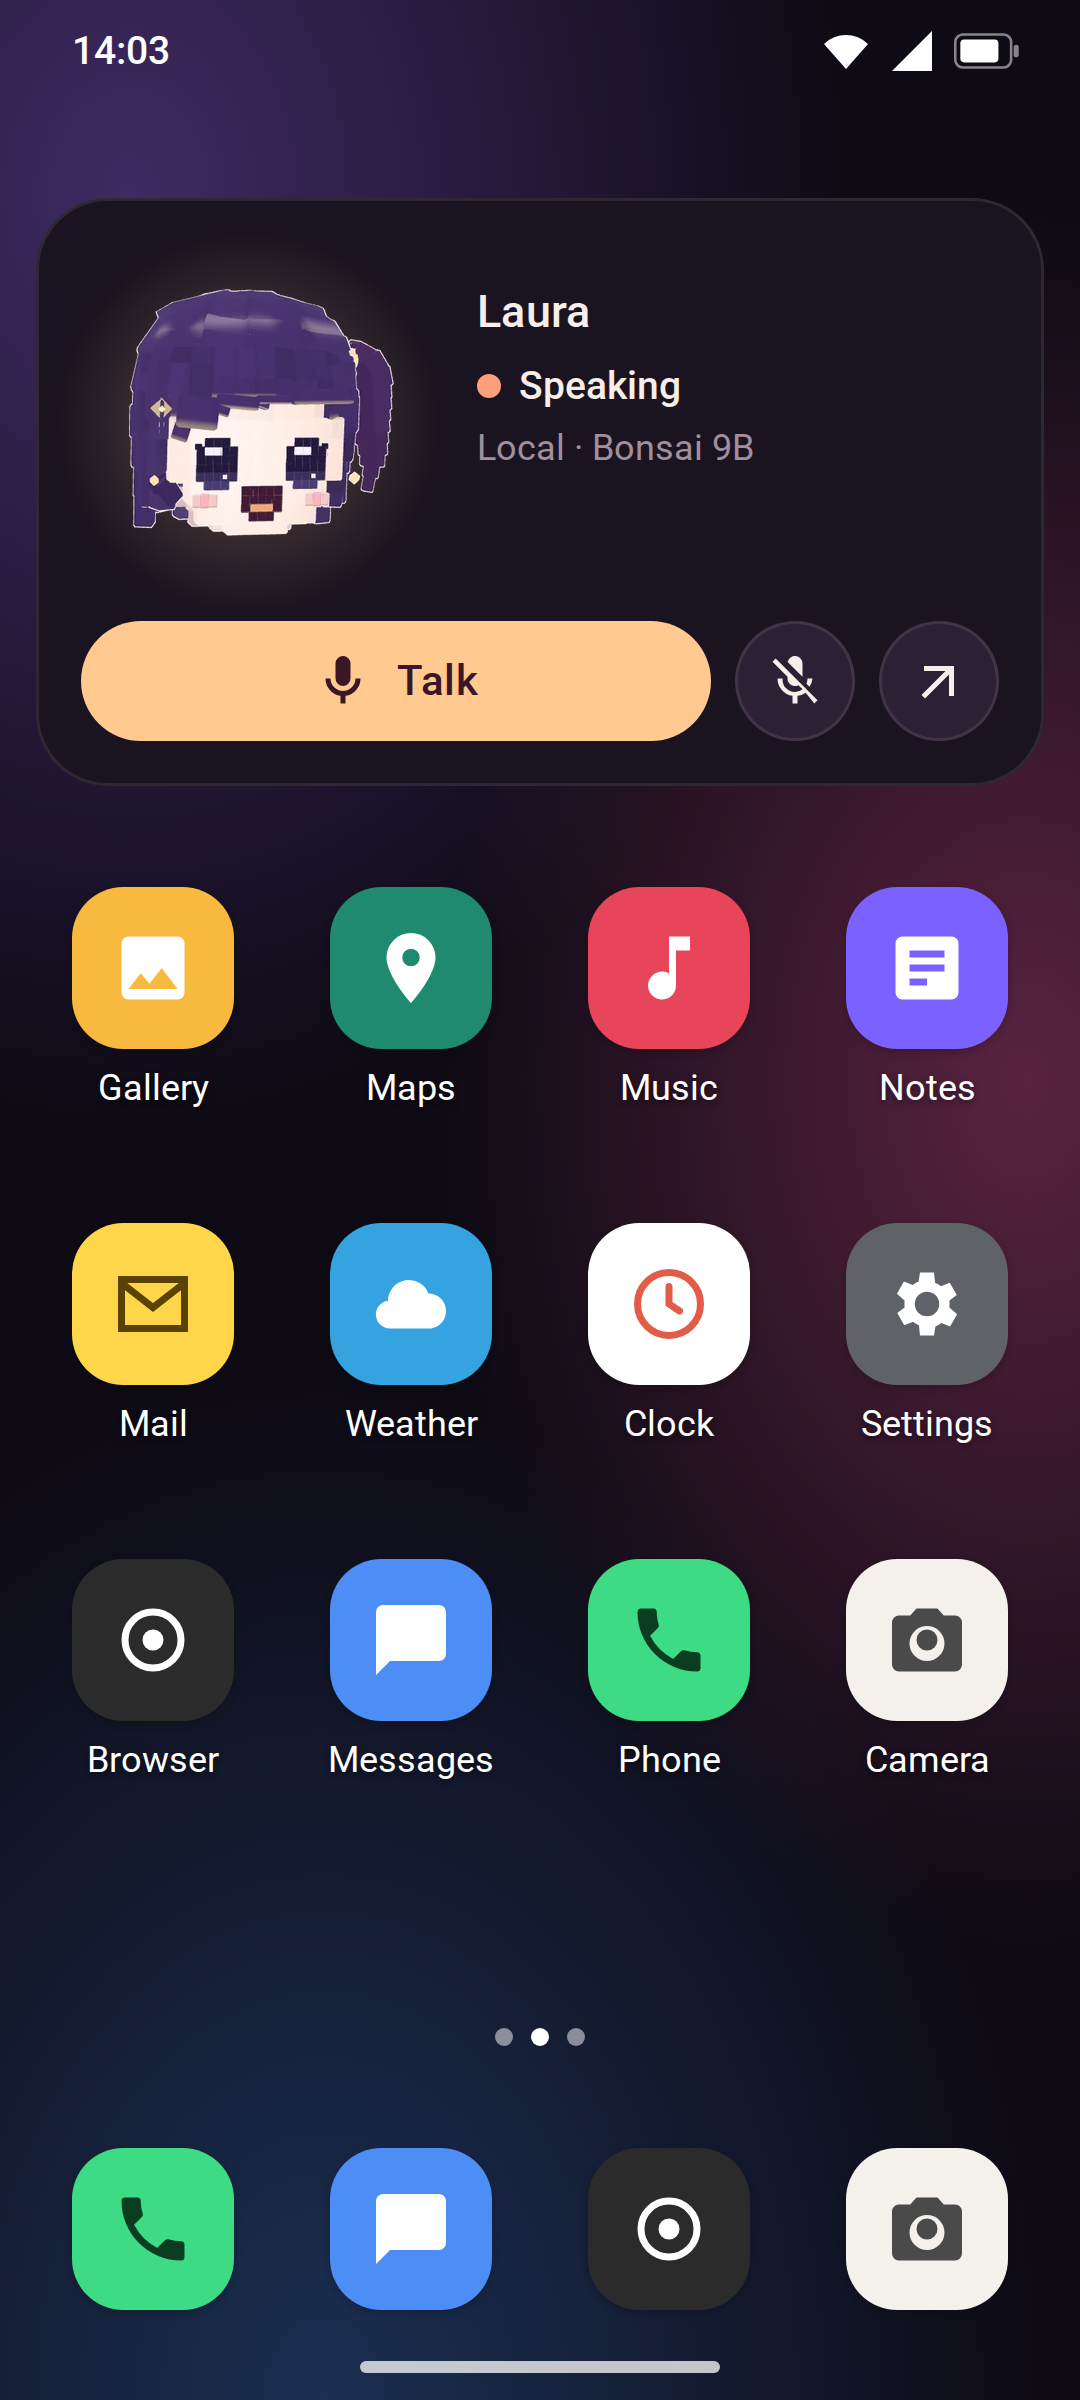 14:03
Laura
Speaking
Local · Bonsai 9B
Talk
Gallery
Maps
Music
Notes
Mail
Weather
Clock
Settings
Browser
Messages
Phone
Camera